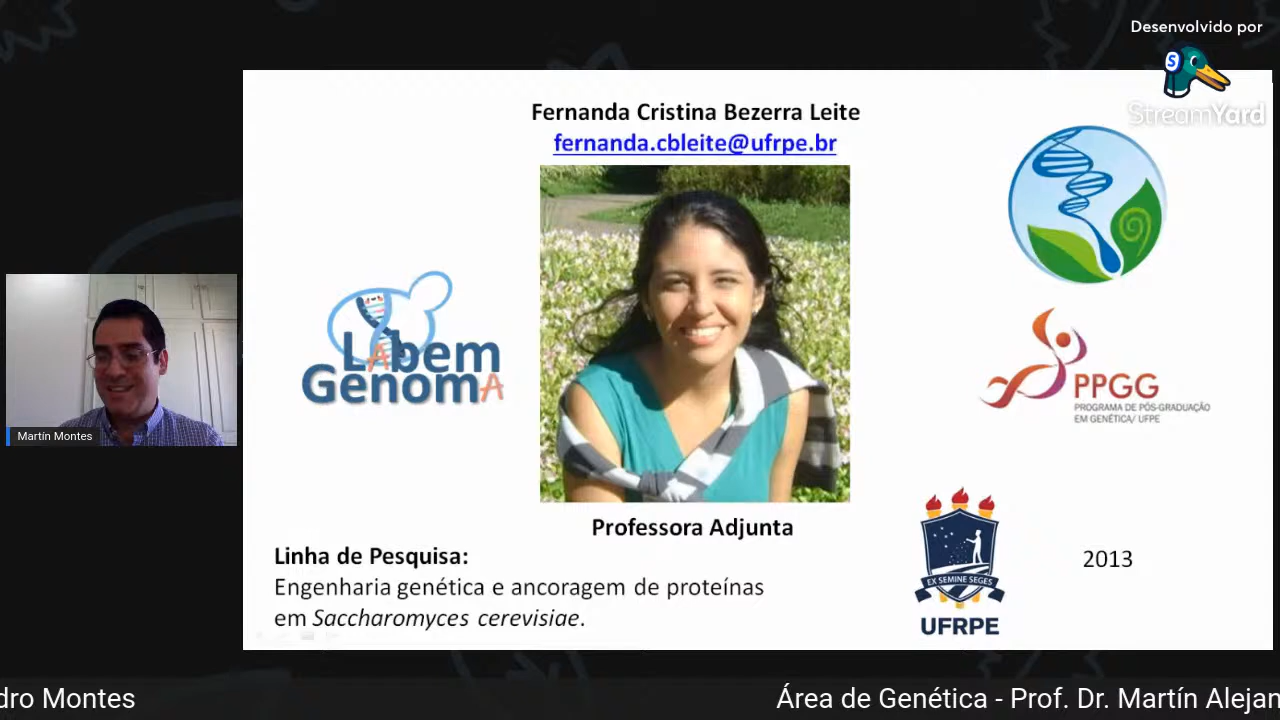 Desenvolvido por
StreamYard
Fernanda Cristina Bezerra Leite
fernanda.cbleite@ufrpe.br
LAbem
GenomA
PPGG
PROGRAMA DE PÓS-GRADUAÇÃO
EM GENÉTICA/ UFPE
Martín Montes
Professora Adjunta
Linha de Pesquisa:
Engenharia genética e ancoragem de proteínas
em Saccharomyces cerevisiae.
EX SEMINE SEGES
UFRPE
2013
dro Montes
Área de Genética - Prof. Dr. Martín Alejan